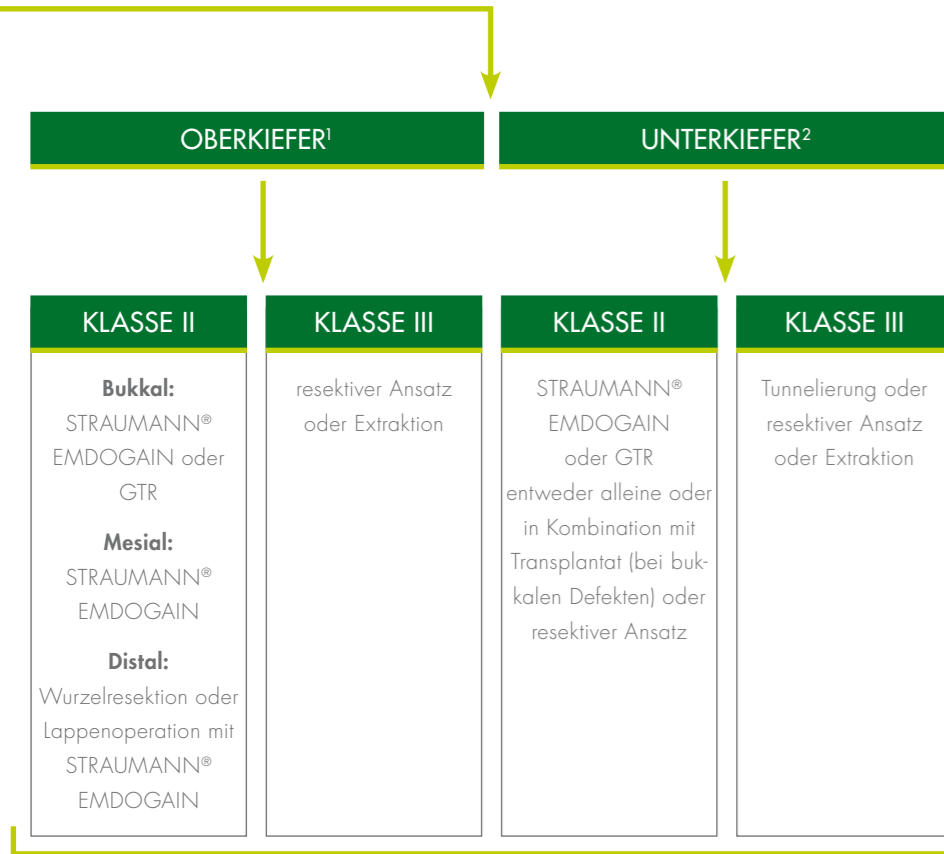 OBERKIEFER¹
UNTERKIEFER²
KLASSE II
Bukkal:
STRAUMANN®
EMDOGAIN oder
GTR
Mesial:
STRAUMANN®
EMDOGAIN
Distal:
Wurzelresektion oder
Lappenoperation mit
STRAUMANN®
EMDOGAIN
KLASSE III
resektiver Ansatz
oder Extraktion
KLASSE II
STRAUMANN®
EMDOGAIN
oder GTR
entweder alleine oder
in Kombination mit
Transplantat (bei buk-
kalen Defekten) oder
resektiver Ansatz
KLASSE III
Tunnelierung oder
resektiver Ansatz
oder Extraktion